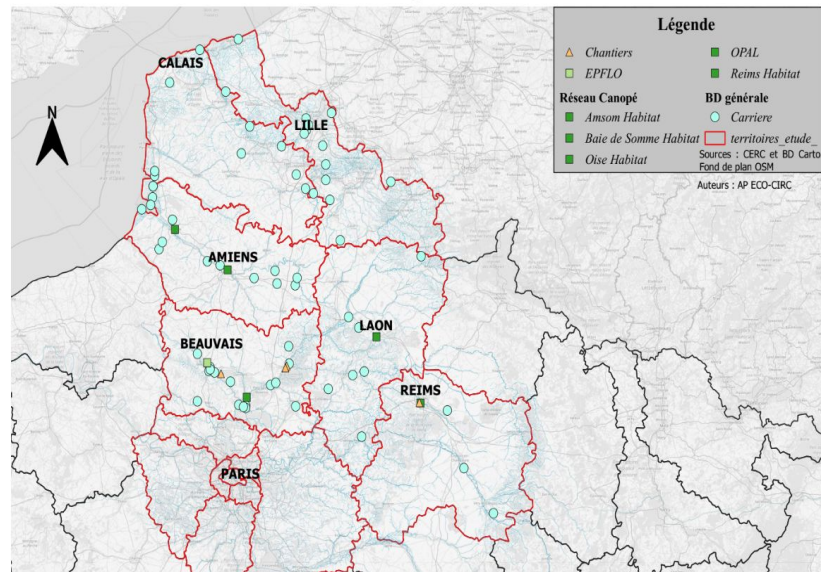 Légende
Chantiers
EPFLO
Réseau Canopé
Amsom Habitat
Baie de Somme Habitat
Oise Habitat
OPAL
Reims Habitat
BD générale
Carriere
territoires_etude_
Sources : CERC et BD Carto
Fond de plan OSM
Auteurs : AP ECO-CIRC
N
CALAIS
LILLE
AMIENS
LAON
BEAUVAIS
REIMS
PARIS